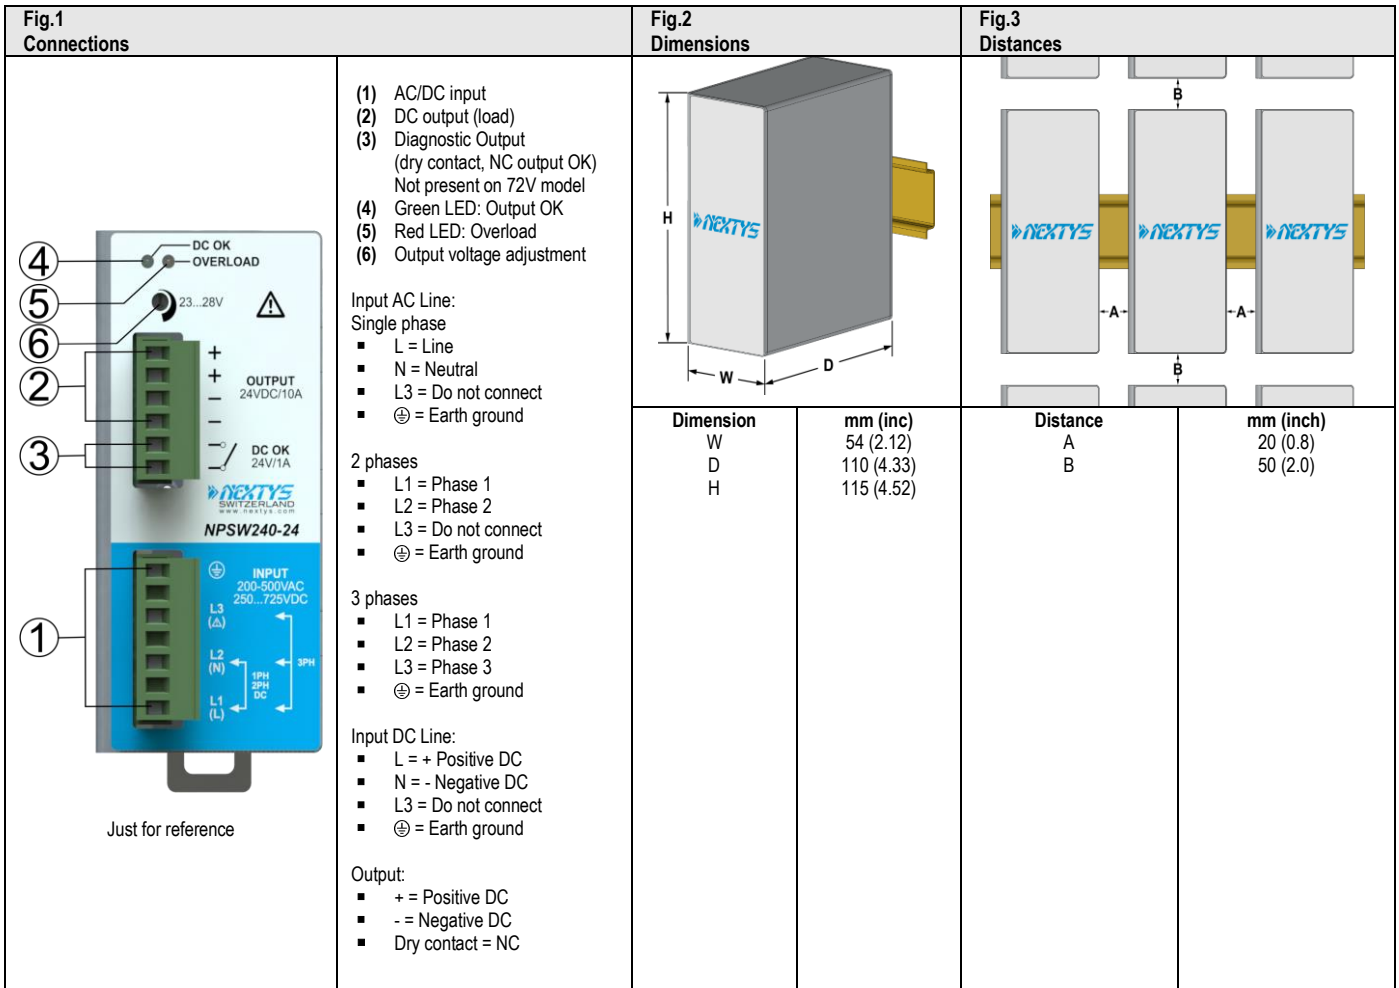 Fig.1
Connections
Fig.2
Dimensions
Fig.3
Distances
DC OK
OVERLOAD
23...28V
4
5
6
2
3
1
+
+
−
−
OUTPUT
24VDC/10A
DC OK
24V/1A
NEXTYS
SWITZERLAND
www.nextys.com
NPSW240-24
INPUT
200-500VAC
250...725VDC
L3
(⚠)
L2
(N)
L1
(L)
1PH
2PH
DC
3PH
Just for reference
(1) AC/DC input
(2) DC output (load)
(3) Diagnostic Output
(dry contact, NC output OK)
Not present on 72V model
(4) Green LED: Output OK
(5) Red LED: Overload
(6) Output voltage adjustment
Input AC Line:
Single phase
▪ L = Line
▪ N = Neutral
▪ L3 = Do not connect
▪ ⏚ = Earth ground
2 phases
▪ L1 = Phase 1
▪ L2 = Phase 2
▪ L3 = Do not connect
▪ ⏚ = Earth ground
3 phases
▪ L1 = Phase 1
▪ L2 = Phase 2
▪ L3 = Phase 3
▪ ⏚ = Earth ground
Input DC Line:
▪ L = + Positive DC
▪ N = - Negative DC
▪ L3 = Do not connect
▪ ⏚ = Earth ground
Output:
▪ + = Positive DC
▪ - = Negative DC
▪ Dry contact = NC
H
NEXTYS
W
D
Dimension mm (inc)
W 54 (2.12)
D 110 (4.33)
H 115 (4.52)
B
NEXTYS
NEXTYS
NEXTYS
A
A
B
Distance mm (inch)
A 20 (0.8)
B 50 (2.0)